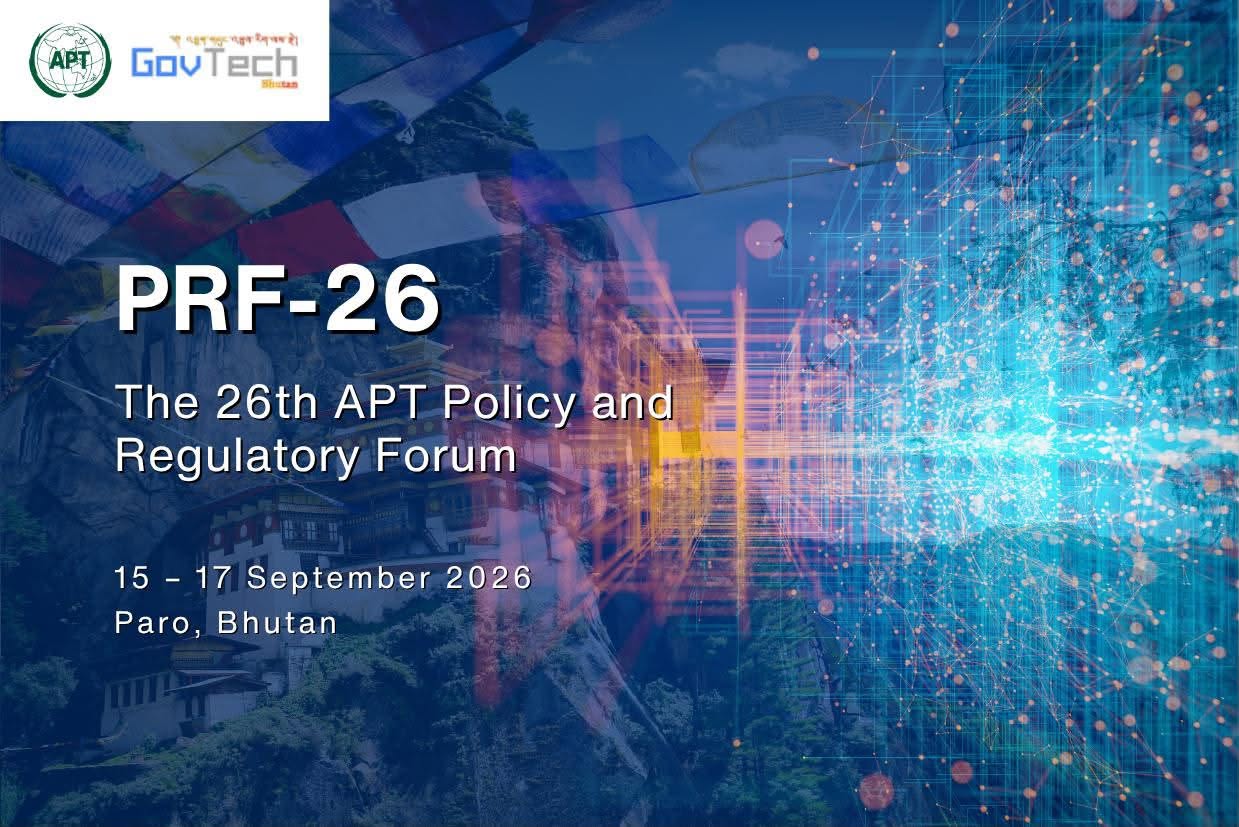 APT
GovTech
Bhutan
PRF-26
The 26th APT Policy and
Regulatory Forum
15 – 17 September 2026
Paro, Bhutan